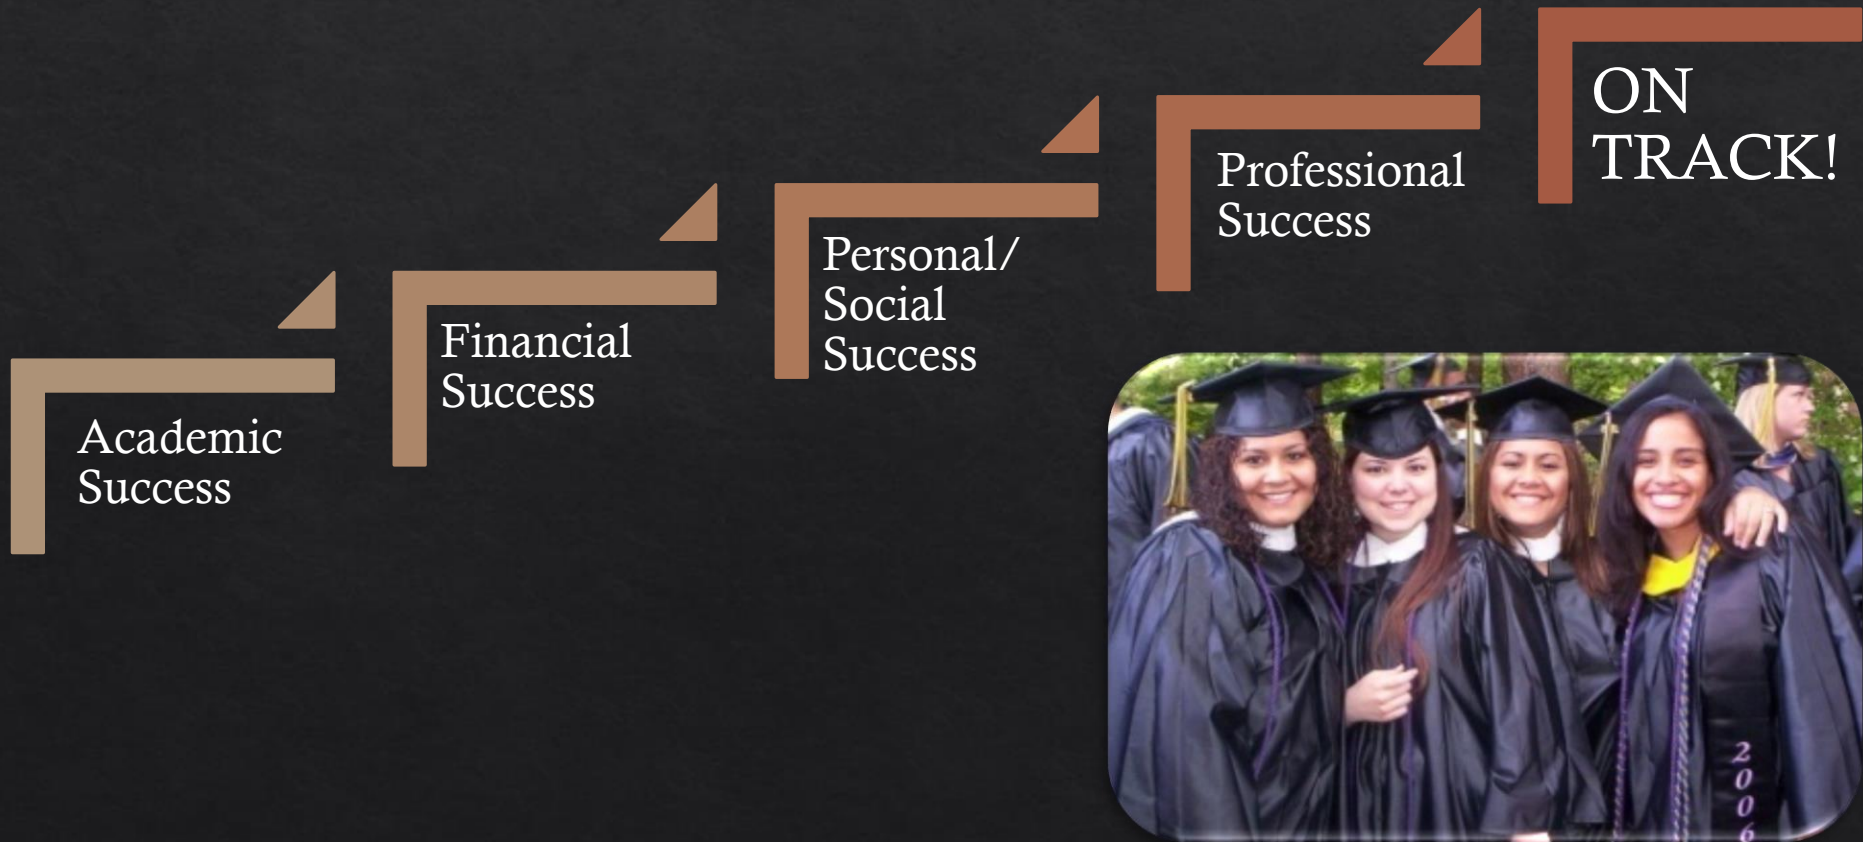 Academic
Success
Financial
Success
Personal/
Social
Success
Professional
Success
ON
TRACK!
2006